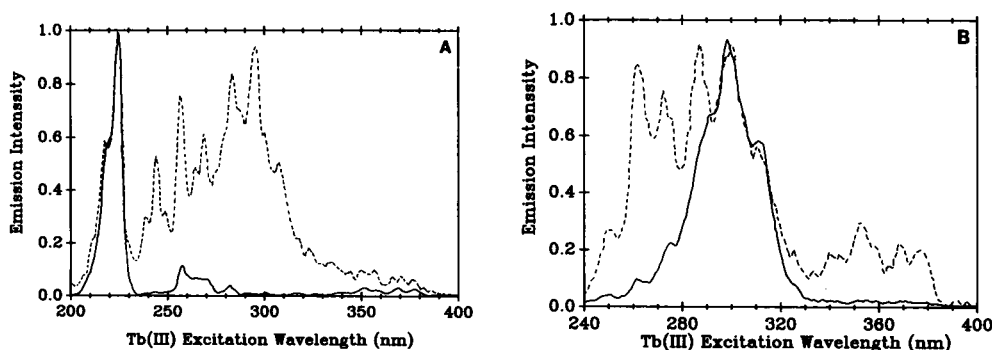 A
1.0
0.8
0.6
0.4
0.2
0.0
Emission Intenssity
200 250 300 350 400
Tb(III) Excitation Wavelength (nm)
B
1.0
0.8
0.6
0.4
0.2
0.0
Emission Intenssity
240 280 320 360 400
Tb(III) Excitation Wavelength (nm)